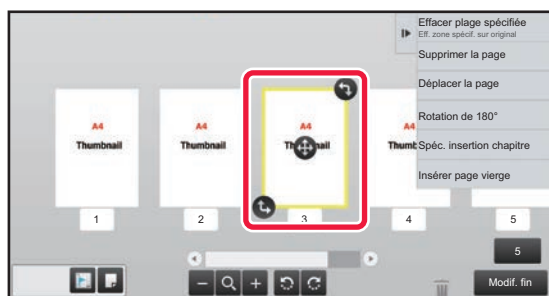 Effacer plage spécifiée
Eff. zone spécif. sur original
Supprimer la page
Déplacer la page
Rotation de 180°
Spéc. insertion chapitre
Insérer page vierge
A4
Thumbnail
A4
Thumbnail
A4
A4
1
2
3
4
5
5
Modif. fin